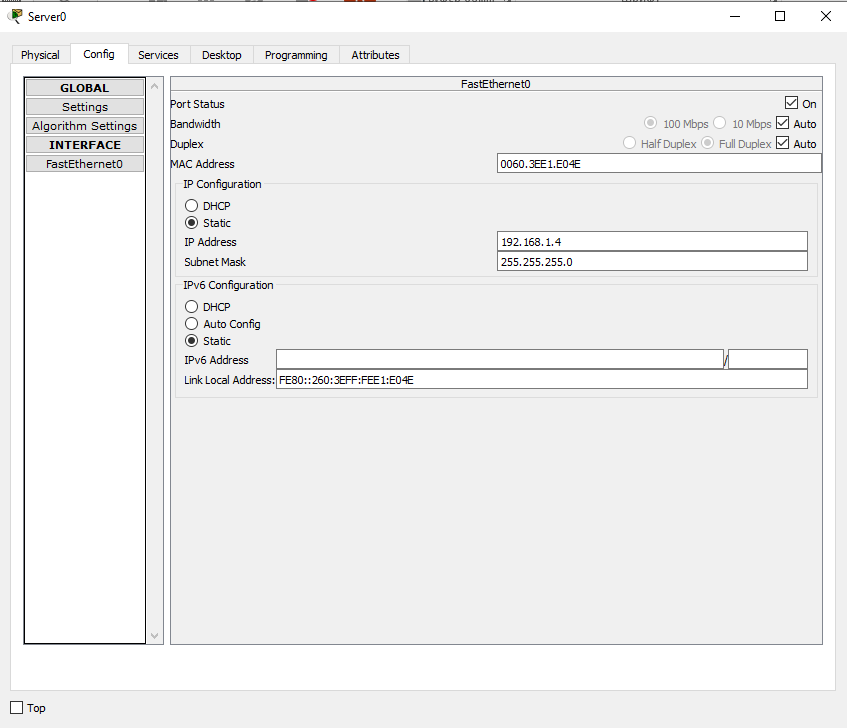 Server0
Physical Config Services Desktop Programming Attributes
GLOBAL
Settings
Algorithm Settings
INTERFACE
FastEthernet0
FastEthernet0
Port Status On
Bandwidth 100 Mbps 10 Mbps Auto
Duplex Half Duplex Full Duplex Auto
MAC Address 0060.3EE1.E04E
IP Configuration
DHCP
Static
IP Address 192.168.1.4
Subnet Mask 255.255.255.0
IPv6 Configuration
DHCP
Auto Config
Static
IPv6 Address /
Link Local Address: FE80::260:3EFF:FEE1:E04E
Top